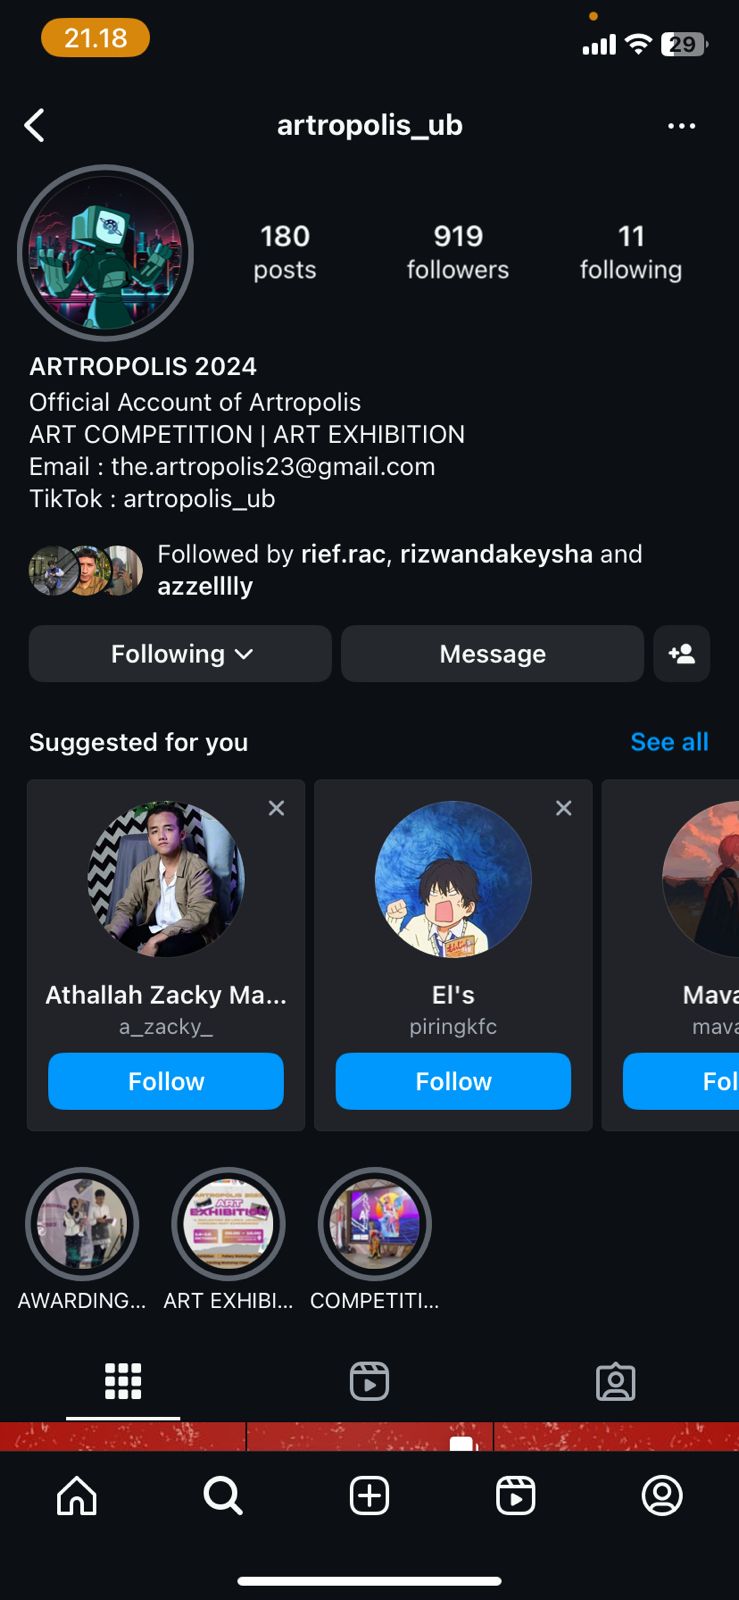 21.18
29
artropolis_ub
180
posts
919
followers
11
following
ARTROPOLIS 2024
Official Account of Artropolis
ART COMPETITION | ART EXHIBITION
Email : the.artropolis23@gmail.com
TikTok : artropolis_ub
Followed by rief.rac, rizwandakeysha and
azzelllly
Following
Message
Suggested for you
See all
Athallah Zacky Ma...
a_zacky_
Follow
El's
piringkfc
Follow
Mava
mava
Fol
ART
EXHIBITION
AWARDING...
ART EXHIBI...
COMPETITI...